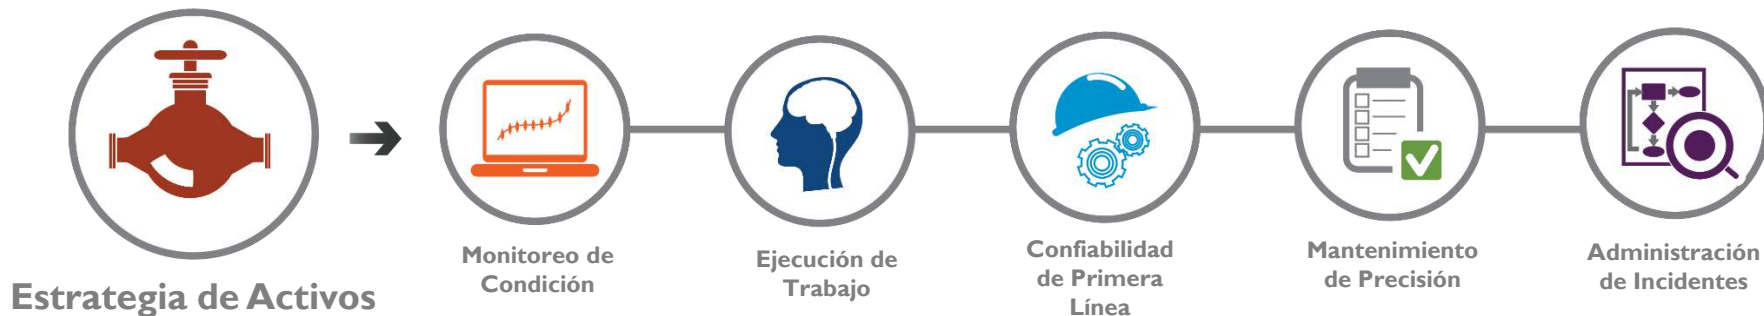 Estrategia de Activos
Monitoreo de
Condición
Ejecución de
Trabajo
Confiabilidad
de Primera
Línea
Mantenimiento
de Precisión
Administración
de Incidentes